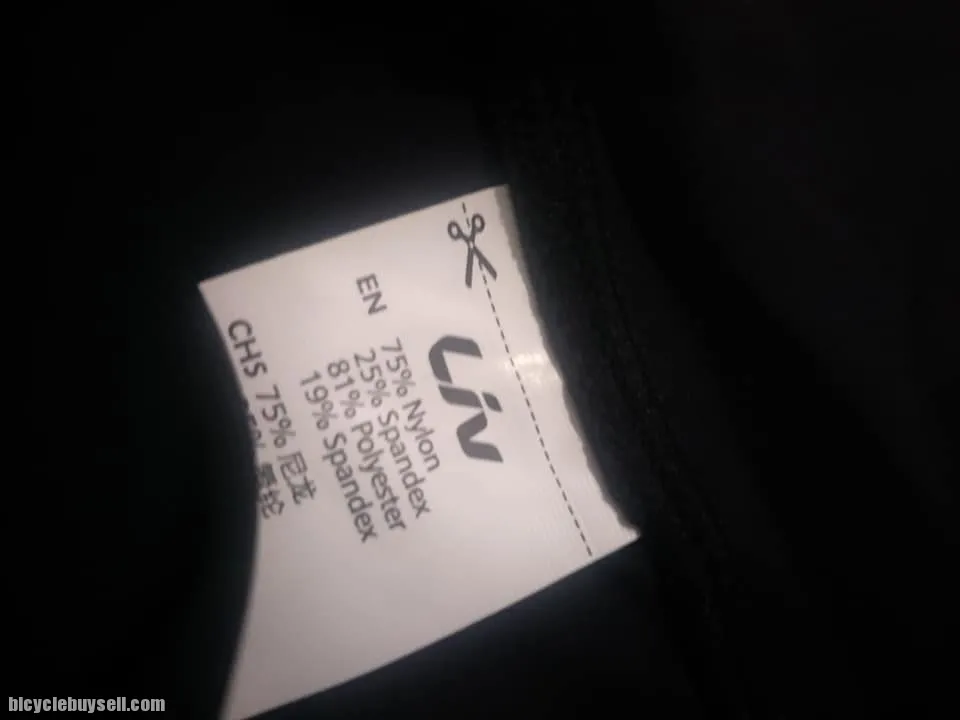 Liv
EN 75% Nylon
25% Spandex
81% Polyester
19% Spandex
CHS 75% 尼龙
bicyclebuysell.com